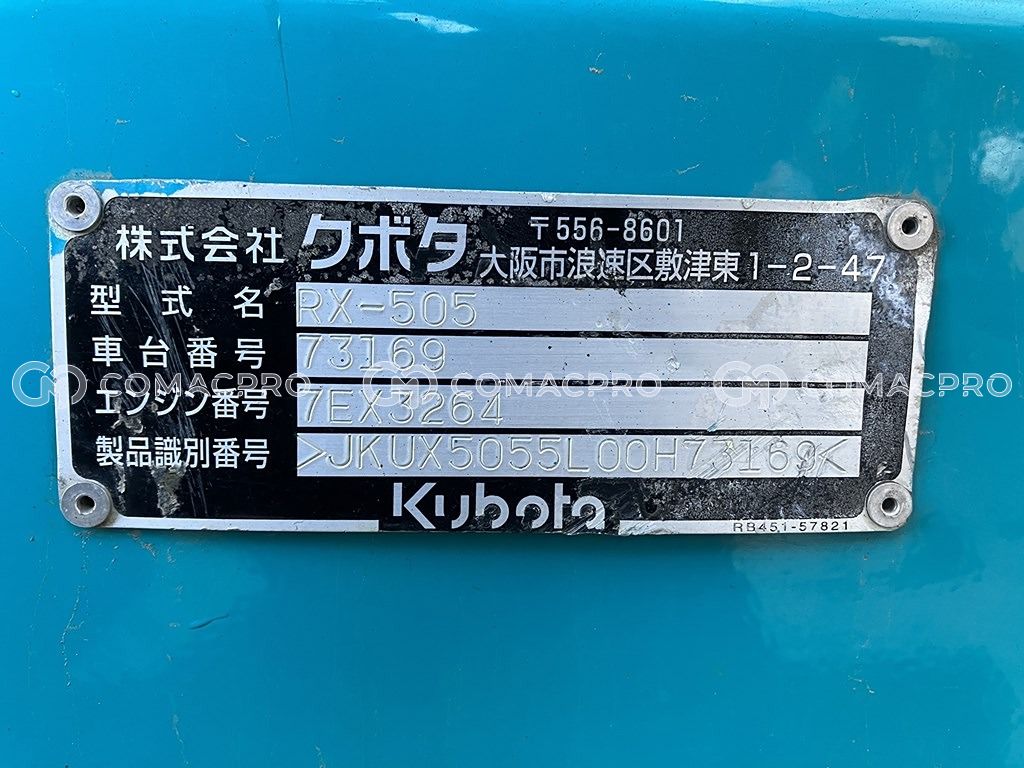 株式会社 クボタ 〒556-8601
大阪市浪速区敷津東1-2-47
型式名 RX-505
車台番号 73169
COMACPRO COMACPRO COMACPRO
エンジン番号 7EX3264
製品識別番号 >JKUX5055L00H73169<
Kubota
RB451-57821